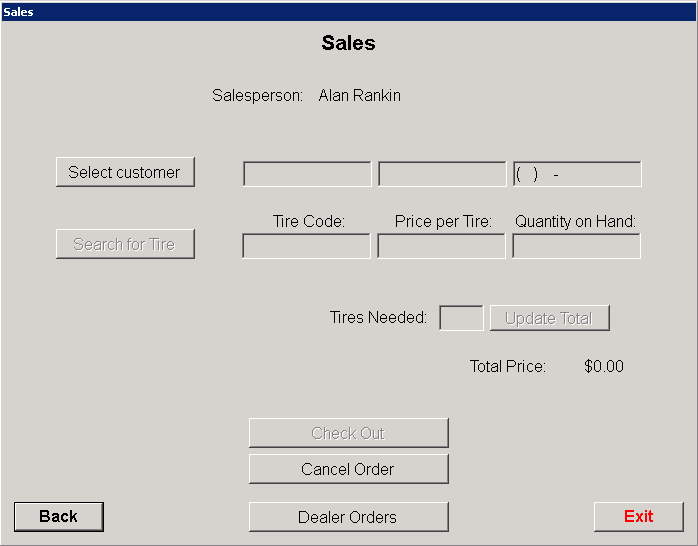 Sales
Sales
Salesperson: Alan Rankin
Select customer ( ) -
Tire Code: Price per Tire: Quantity on Hand:
Search for Tire
Tires Needed: Update Total
Total Price: $0.00
Check Out
Cancel Order
Back Dealer Orders Exit